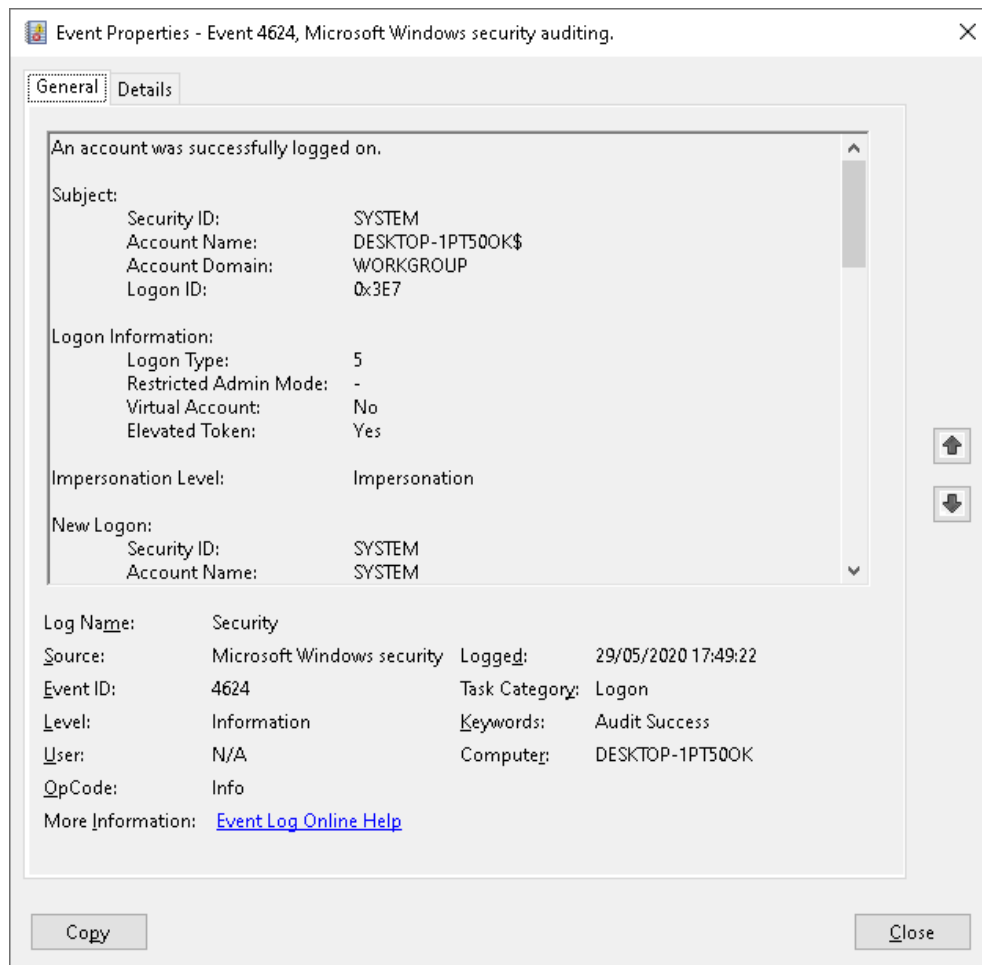 Event Properties - Event 4624, Microsoft Windows security auditing.
General Details
An account was successfully logged on.
Subject:
Security ID: SYSTEM
Account Name: DESKTOP-1PT50OK$
Account Domain: WORKGROUP
Logon ID: 0x3E7
Logon Information:
Logon Type: 5
Restricted Admin Mode: -
Virtual Account: No
Elevated Token: Yes
Impersonation Level: Impersonation
New Logon:
Security ID: SYSTEM
Account Name: SYSTEM
Log Name: Security
Source: Microsoft Windows security Logged: 29/05/2020 17:49:22
Event ID: 4624 Task Category: Logon
Level: Information Keywords: Audit Success
User: N/A Computer: DESKTOP-1PT50OK
OpCode: Info
More Information: Event Log Online Help
Copy Close